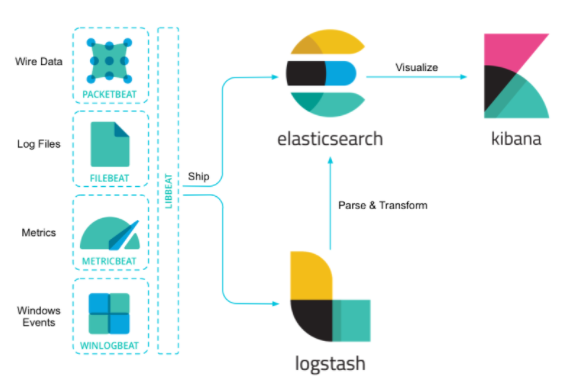 Wire Data
PACKETBEAT
Log Files
FILEBEAT
Metrics
METRICBEAT
Windows
Events
WINLOGBEAT
LIBBEAT
Ship
elasticsearch
Visualize
kibana
Parse & Transform
logstash